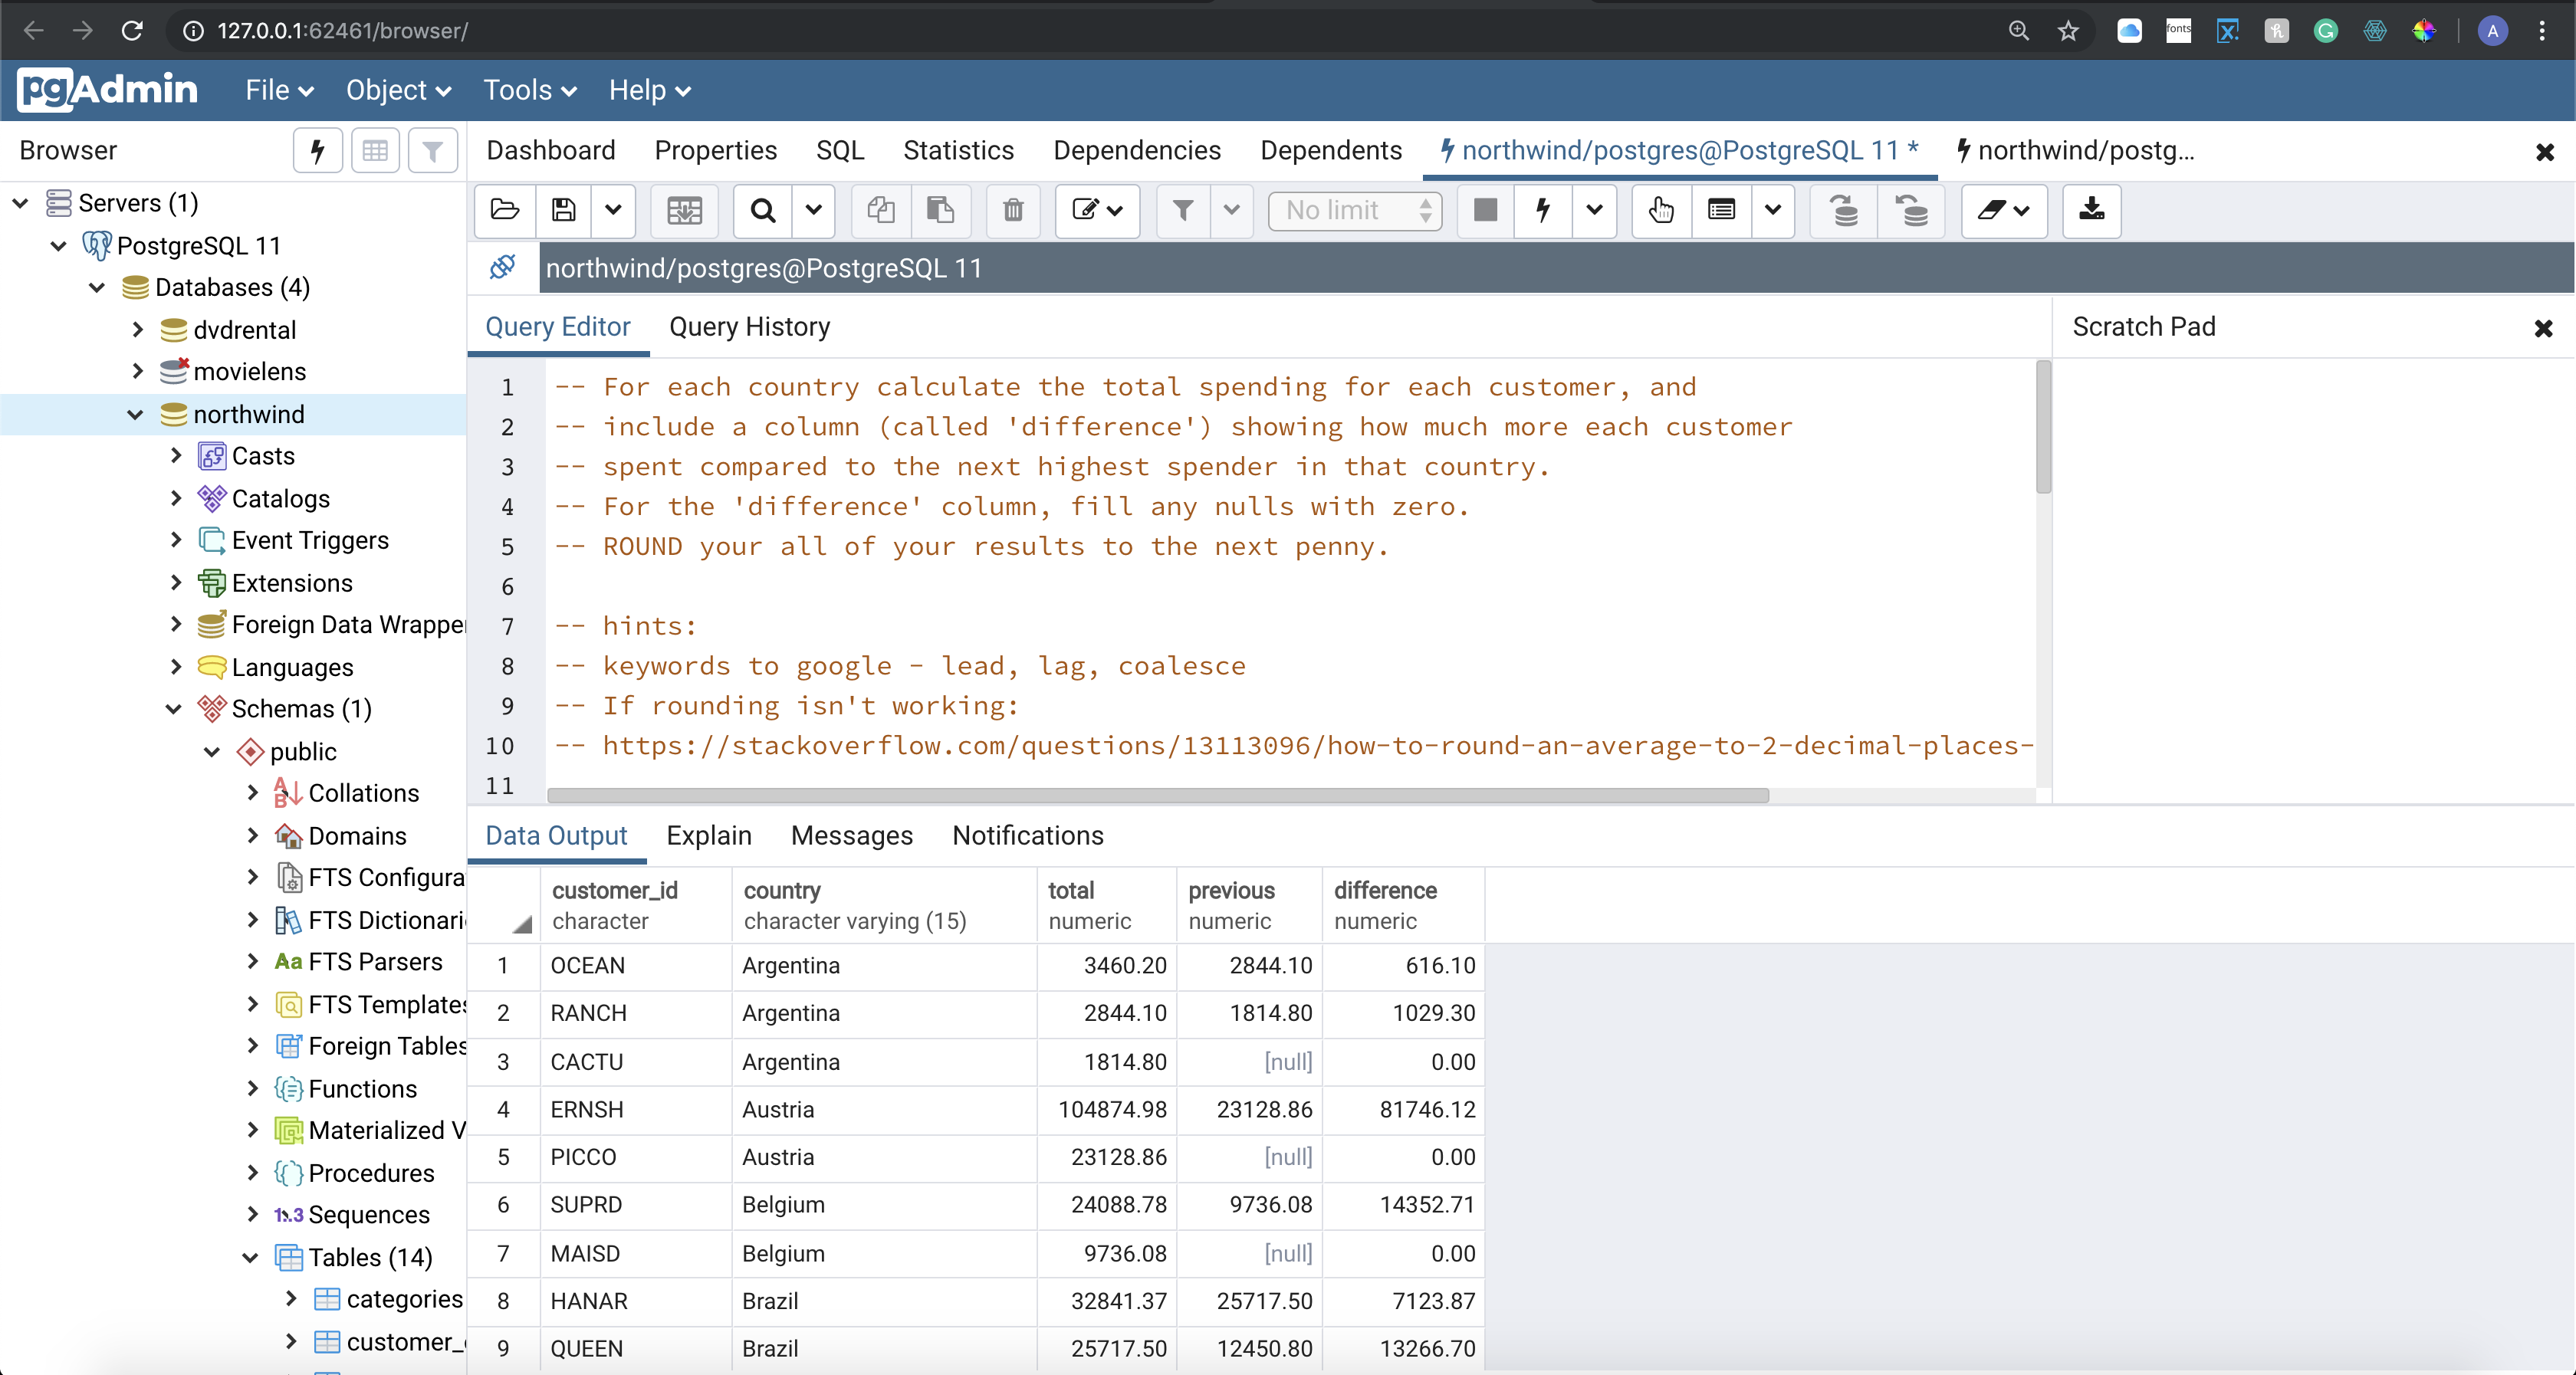 127.0.0.1:62461/browser/
fonts
A
pgAdmin File Object Tools Help
Browser
Dashboard Properties SQL Statistics Dependencies Dependents northwind/postgres@PostgreSQL 11 * northwind/postg...
No limit
northwind/postgres@PostgreSQL 11
Servers (1)
PostgreSQL 11
Databases (4)
dvdrental
movielens
northwind
Casts
Catalogs
Event Triggers
Extensions
Foreign Data Wrapper
Languages
Schemas (1)
public
Collations
Domains
FTS Configura
FTS Dictionari
Aa FTS Parsers
FTS Templates
Foreign Tables
Functions
Materialized V
Procedures
1..3 Sequences
Tables (14)
categories
customer_
Query Editor Query History
Scratch Pad
1 -- For each country calculate the total spending for each customer, and
2 -- include a column (called 'difference') showing how much more each customer
3 -- spent compared to the next highest spender in that country.
4 -- For the 'difference' column, fill any nulls with zero.
5 -- ROUND your all of your results to the next penny.
6
7 -- hints:
8 -- keywords to google - lead, lag, coalesce
9 -- If rounding isn't working:
10 -- https://stackoverflow.com/questions/13113096/how-to-round-an-average-to-2-decimal-places-
11
Data Output Explain Messages Notifications
customer_id country total previous difference
character character varying (15) numeric numeric numeric
1 OCEAN Argentina 3460.20 2844.10 616.10
2 RANCH Argentina 2844.10 1814.80 1029.30
3 CACTU Argentina 1814.80 [null] 0.00
4 ERNSH Austria 104874.98 23128.86 81746.12
5 PICCO Austria 23128.86 [null] 0.00
6 SUPRD Belgium 24088.78 9736.08 14352.71
7 MAISD Belgium 9736.08 [null] 0.00
8 HANAR Brazil 32841.37 25717.50 7123.87
9 QUEEN Brazil 25717.50 12450.80 13266.70